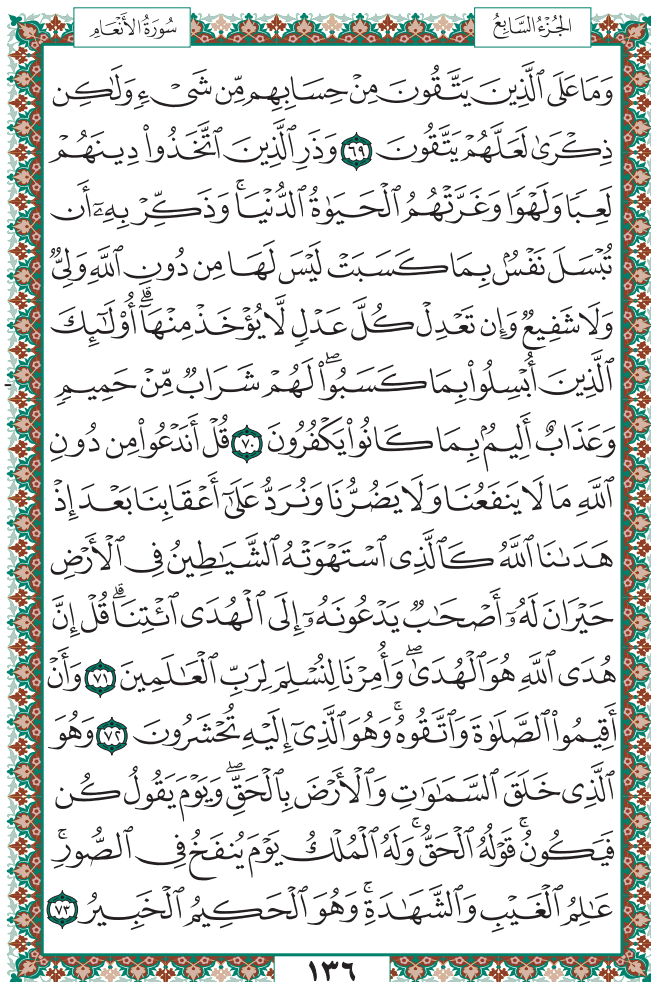 سُورَةُ الأَنْعَامِ
الجُزْءُ السَّابِعُ
وَمَا عَلَى ٱلَّذِينَ يَتَّقُونَ مِنْ حِسَابِهِم مِّن شَىْءٍ وَلَٰكِن
ذِكْرَىٰ لَعَلَّهُمْ يَتَّقُونَ ٦٩ وَذَرِ ٱلَّذِينَ ٱتَّخَذُوا۟ دِينَهُمْ
لَعِبًا وَلَهْوًا وَغَرَّتْهُمُ ٱلْحَيَوٰةُ ٱلدُّنْيَا ۚ وَذَكِّرْ بِهِۦٓ أَن
تُبْسَلَ نَفْسٌۢ بِمَا كَسَبَتْ لَيْسَ لَهَا مِن دُونِ ٱللَّهِ وَلِىٌّ
وَلَا شَفِيعٌ وَإِن تَعْدِلْ كُلَّ عَدْلٍ لَّا يُؤْخَذْ مِنْهَآ ۗ أُو۟لَٰٓئِكَ
ٱلَّذِينَ أُبْسِلُوا۟ بِمَا كَسَبُوا۟ ۖ لَهُمْ شَرَابٌ مِّنْ حَمِيمٍ
وَعَذَابٌ أَلِيمٌۢ بِمَا كَانُوا۟ يَكْفُرُونَ ٧٠ قُلْ أَنَدْعُوا۟ مِن دُونِ
ٱللَّهِ مَا لَا يَنفَعُنَا وَلَا يَضُرُّنَا وَنُرَدُّ عَلَىٰٓ أَعْقَابِنَا بَعْدَ إِذْ
هَدَىٰنَا ٱللَّهُ كَٱلَّذِى ٱسْتَهْوَتْهُ ٱلشَّيَٰطِينُ فِى ٱلْأَرْضِ
حَيْرَانَ لَهُۥٓ أَصْحَٰبٌ يَدْعُونَهُۥٓ إِلَى ٱلْهُدَى ٱئْتِنَا ۗ قُلْ إِنَّ
هُدَى ٱللَّهِ هُوَ ٱلْهُدَىٰ ۖ وَأُمِرْنَا لِنُسْلِمَ لِرَبِّ ٱلْعَٰلَمِينَ ٧١ وَأَنْ
أَقِيمُوا۟ ٱلصَّلَوٰةَ وَٱتَّقُوهُ ۚ وَهُوَ ٱلَّذِىٓ إِلَيْهِ تُحْشَرُونَ ٧٢ وَهُوَ
ٱلَّذِى خَلَقَ ٱلسَّمَٰوَٰتِ وَٱلْأَرْضَ بِٱلْحَقِّ ۖ وَيَوْمَ يَقُولُ كُن
فَيَكُونُ ۚ قَوْلُهُ ٱلْحَقُّ ۚ وَلَهُ ٱلْمُلْكُ يَوْمَ يُنفَخُ فِى ٱلصُّورِ ۚ
عَٰلِمُ ٱلْغَيْبِ وَٱلشَّهَٰدَةِ ۚ وَهُوَ ٱلْحَكِيمُ ٱلْخَبِيرُ ٧٣
١٣٦